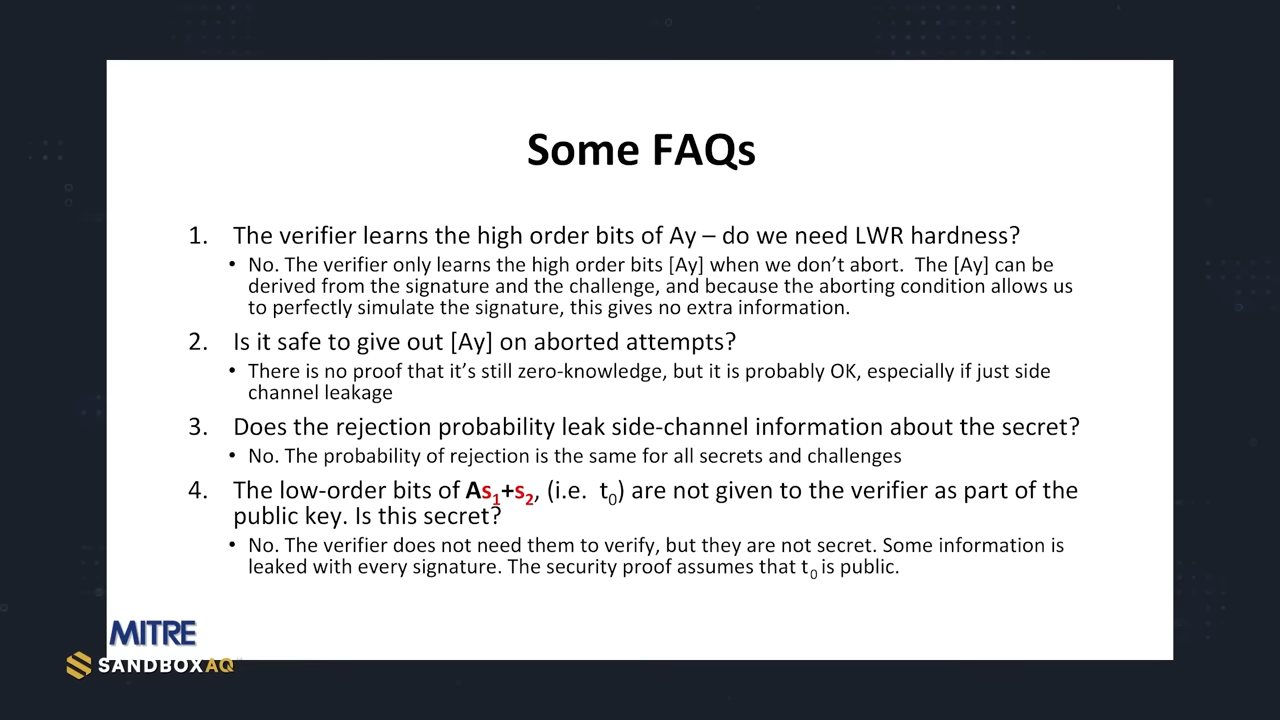 Some FAQs
1. The verifier learns the high order bits of Ay – do we need LWR hardness?
• No. The verifier only learns the high order bits [Ay] when we don't abort.  The [Ay] can be
derived from the signature and the challenge, and because the aborting condition allows us
to perfectly simulate the signature, this gives no extra information.
2. Is it safe to give out [Ay] on aborted attempts?
• There is no proof that it's still zero-knowledge, but it is probably OK, especially if just side
channel leakage
3. Does the rejection probability leak side-channel information about the secret?
• No. The probability of rejection is the same for all secrets and challenges
4. The low-order bits of As₁+s₂, (i.e.  t₀) are not given to the verifier as part of the
public key. Is this secret?
• No. The verifier does not need them to verify, but they are not secret. Some information is
leaked with every signature. The security proof assumes that t₀ is public.
MITRE
SANDBOXAQ